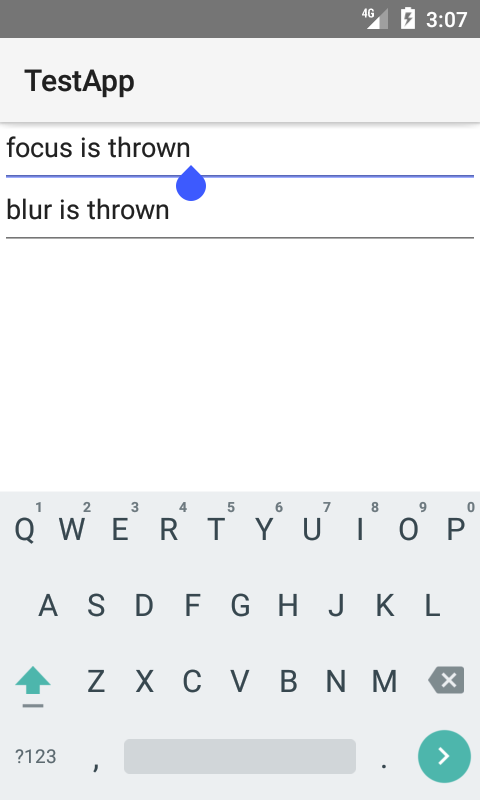 4G 3:07
TestApp
focus is thrown
blur is thrown
1 2 3 4 5 6 7 8 9 0
Q W E R T Y U I O P
A S D F G H J K L
Z X C V B N M
?123 , .